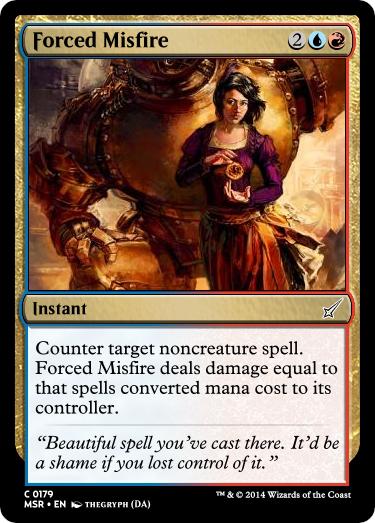 Forced Misfire 2
Instant
Counter target noncreature spell.
Forced Misfire deals damage equal to
that spells converted mana cost to its
controller.
"Beautiful spell you've cast there. It'd be
a shame if you lost control of it."
C 0179
MSR • EN THEGRYPH (DA)
™ & © 2014 Wizards of the Coast